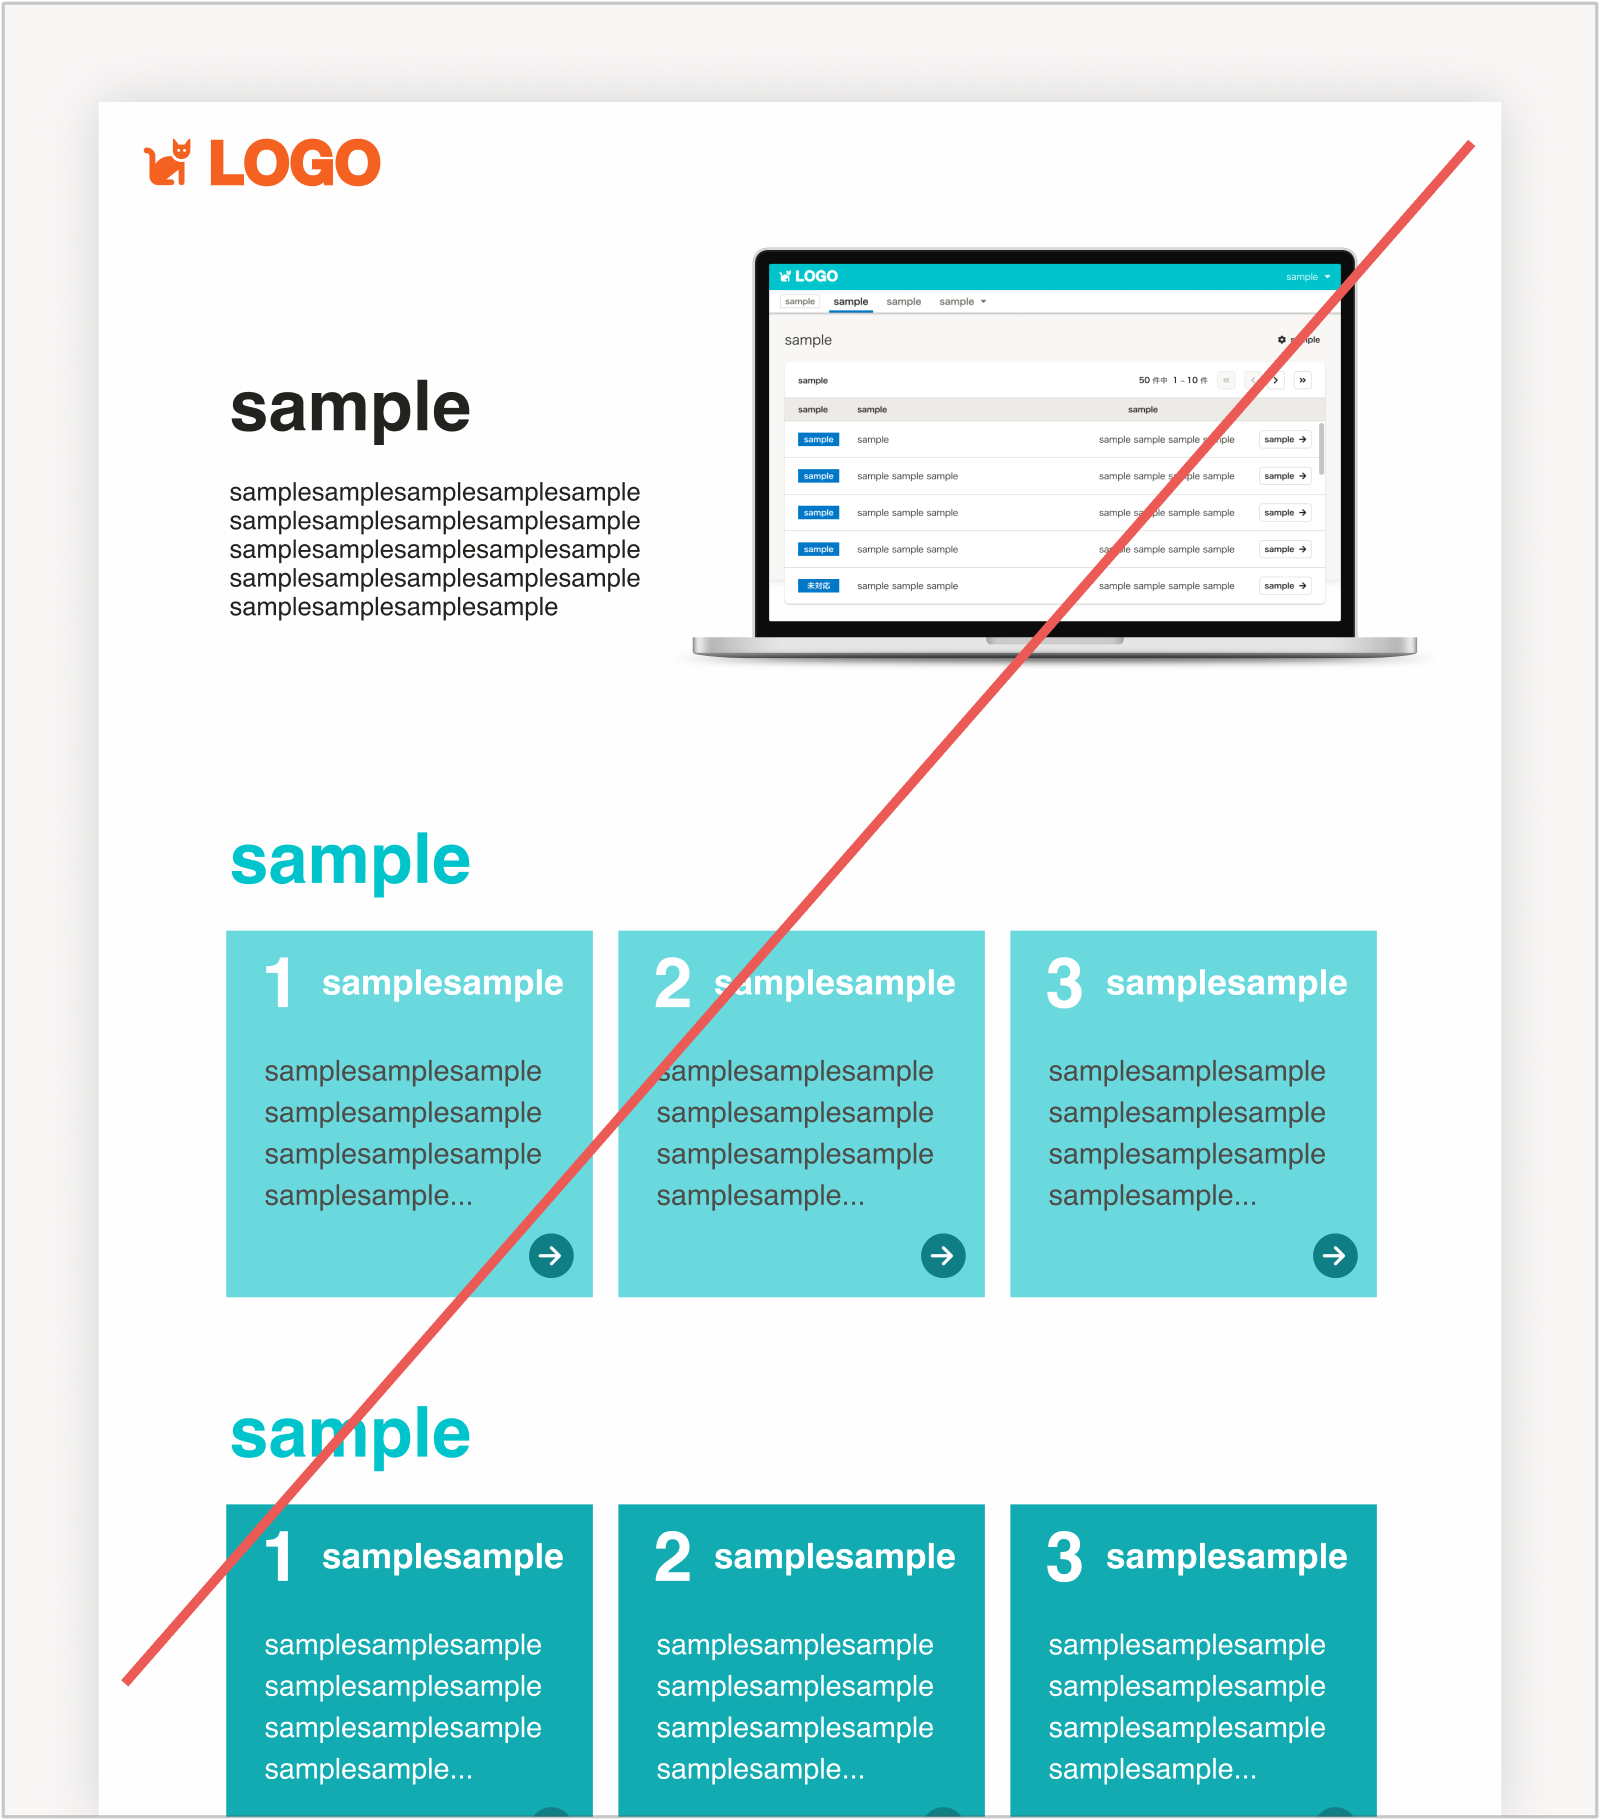 LOGO
sample
samplesamplesamplesamplesample
samplesamplesamplesamplesample
samplesamplesamplesamplesample
samplesamplesamplesamplesample
samplesamplesamplesample
LOGO sample
sample sample sample sample
sample sample
sample 50 件中 1 – 10 件
sample sample sample
sample sample sample sample sample sample sample
sample sample sample sample sample sample sample sample sample
sample sample sample sample sample sample sample sample sample
sample sample sample sample sample sample sample sample sample
未対応 sample sample sample sample sample sample sample sample
sample
1 samplesample
samplesamplesample
samplesamplesample
samplesamplesample
samplesample...
2 samplesample
samplesamplesample
samplesamplesample
samplesamplesample
samplesample...
3 samplesample
samplesamplesample
samplesamplesample
samplesamplesample
samplesample...
sample
1 samplesample
samplesamplesample
samplesamplesample
samplesamplesample
samplesample...
2 samplesample
samplesamplesample
samplesamplesample
samplesamplesample
samplesample...
3 samplesample
samplesamplesample
samplesamplesample
samplesamplesample
samplesample...